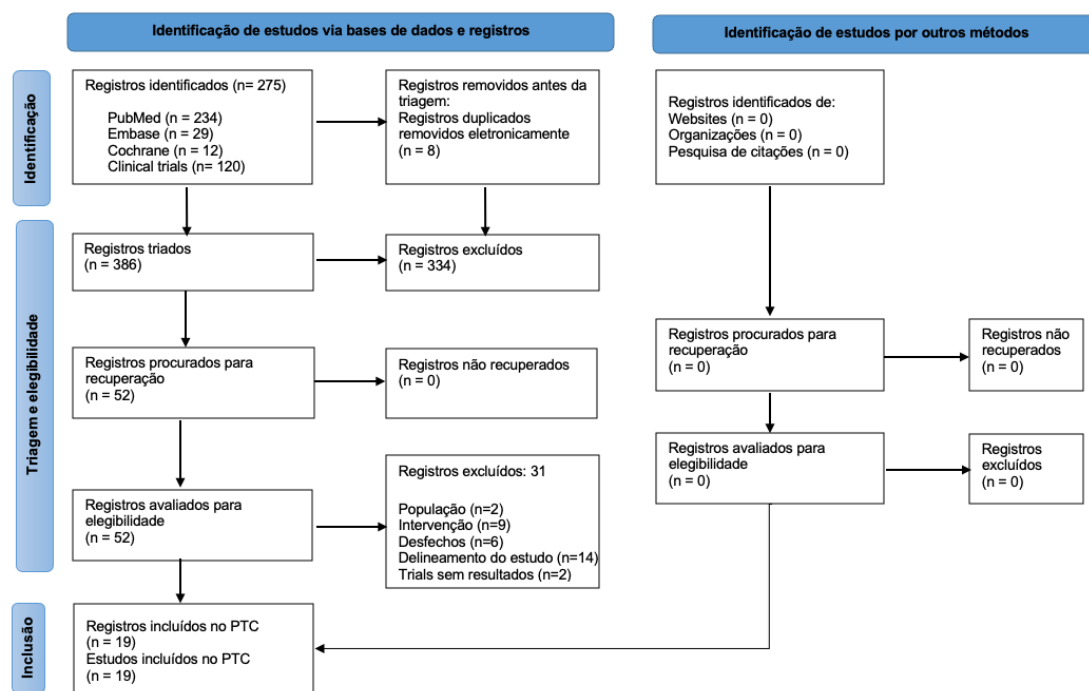 Identificação de estudos via bases de dados e registros
Identificação de estudos por outros métodos
Identificação
Registros identificados (n= 275)
PubMed (n = 234)
Embase (n = 29)
Cochrane (n = 12)
Clinical trials (n= 120)
Registros removidos antes da
triagem:
Registros duplicados
removidos eletronicamente
(n = 8)
Registros identificados de:
Websites (n = 0)
Organizações (n = 0)
Pesquisa de citações (n = 0)
Triagem e elegibilidade
Registros triados
(n = 386)
Registros excluídos
(n = 334)
Registros procurados para
recuperação
(n = 52)
Registros não recuperados
(n = 0)
Registros procurados para
recuperação
(n = 0)
Registros não
recuperados
(n = 0)
Registros avaliados para
elegibilidade
(n = 52)
Registros excluídos: 31
População (n=2)
Intervenção (n=9)
Desfechos (n=6)
Delineamento do estudo (n=14)
Trials sem resultados (n=2)
Registros avaliados para
elegibilidade
(n = 0)
Registros
excluídos
(n = 0)
Inclusão
Registros incluídos no PTC
(n = 19)
Estudos incluídos no PTC
(n = 19)